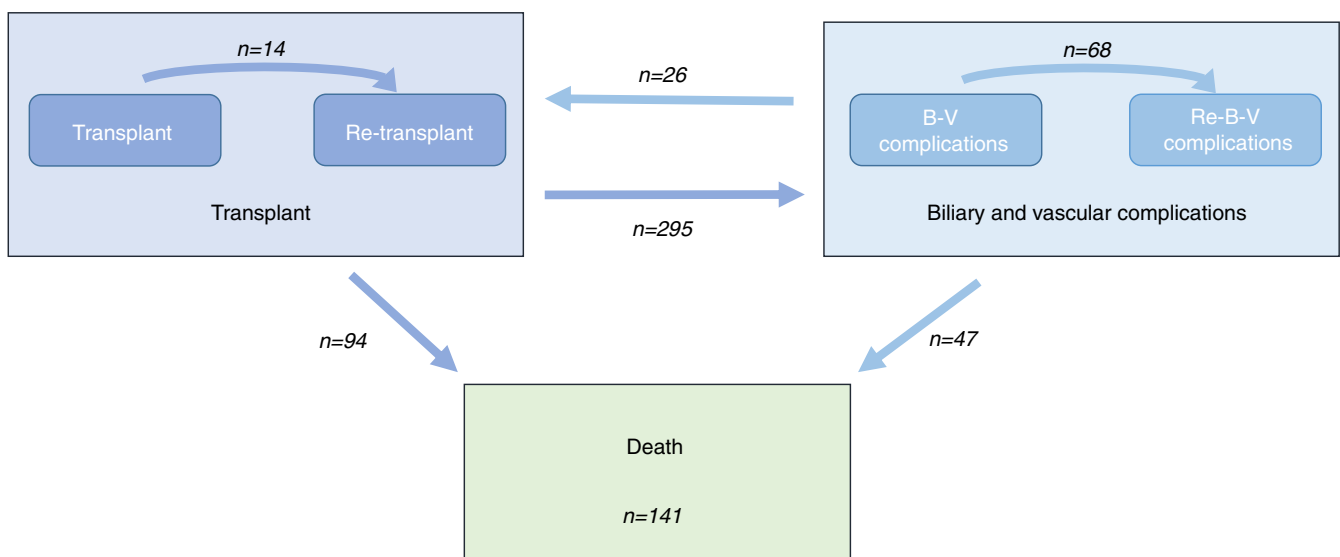 n=14
Transplant
Re-transplant
Transplant
n=26
n=295
n=68
B-V
complications
Re-B-V
complications
Biliary and vascular complications
n=94
n=47
Death
n=141